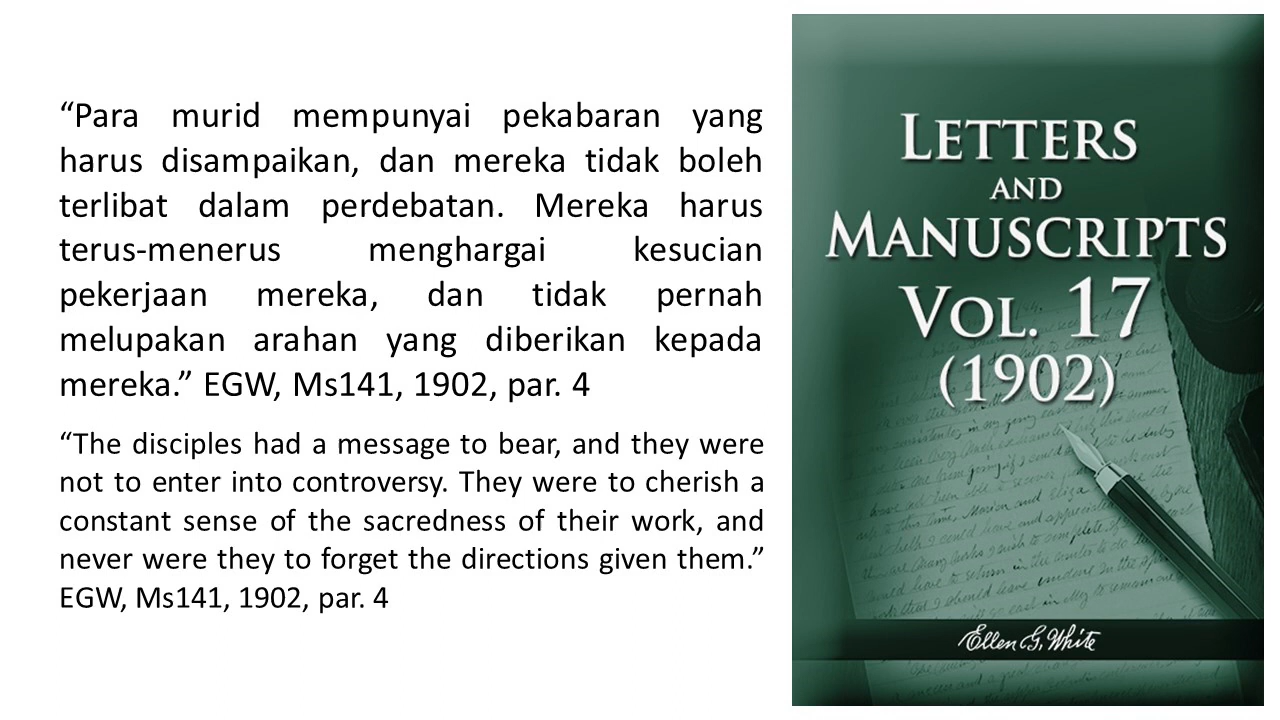 “Para murid mempunyai pekabaran yang
harus disampaikan, dan mereka tidak boleh
terlibat dalam perdebatan. Mereka harus
terus-menerus menghargai kesucian
pekerjaan mereka, dan tidak pernah
melupakan arahan yang diberikan kepada
mereka.” EGW, Ms141, 1902, par. 4
“The disciples had a message to bear, and they were
not to enter into controversy. They were to cherish a
constant sense of the sacredness of their work, and
never were they to forget the directions given them.”
EGW, Ms141, 1902, par. 4
LETTERS
AND
MANUSCRIPTS
VOL. 17
(1902)
Ellen G. White